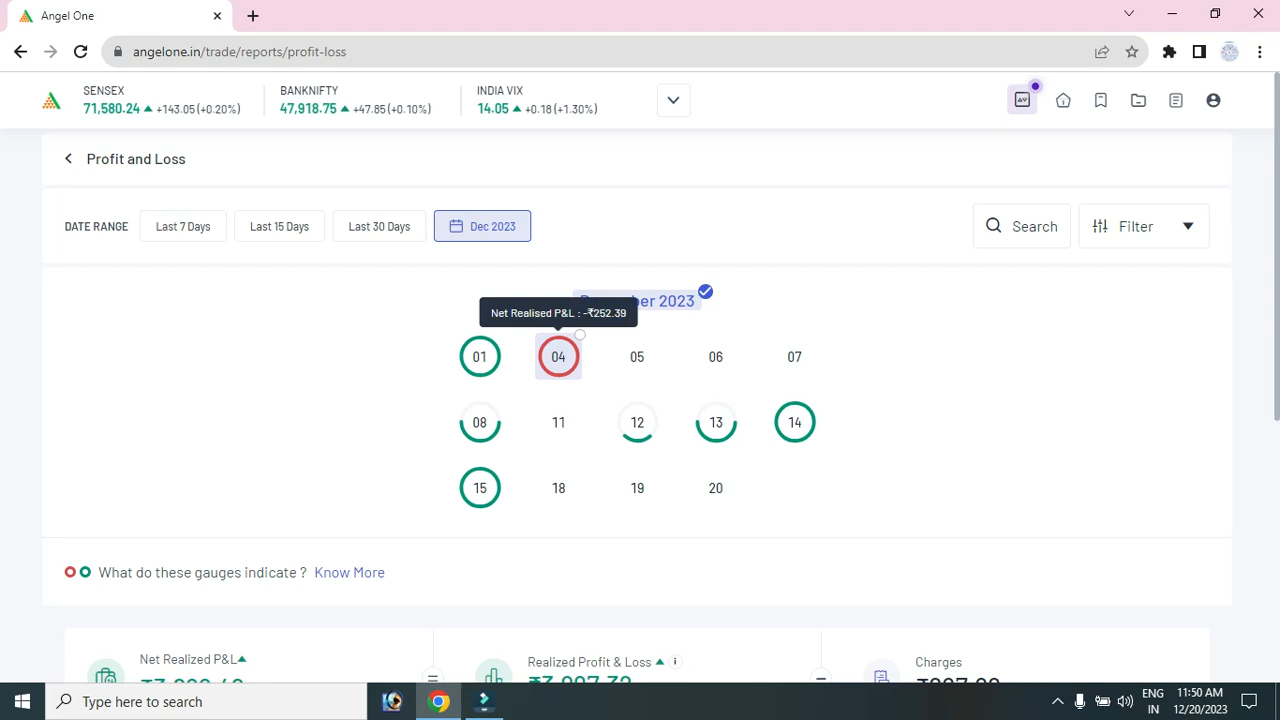 Angel One
angelone.in/trade/reports/profit-loss
SENSEX
71,580.24 +143.05 (+0.20%)
BANKNIFTY
47,918.75 +47.85 (+0.10%)
INDIA VIX
14.05 +0.18 (+1.30%)
Profit and Loss
DATE RANGE Last 7 Days Last 15 Days Last 30 Days Dec 2023 Search Filter
2023
Net Realised P&L : -₹252.39
01 04 05 06 07
08 11 12 13 14
15 18 19 20
What do these gauges indicate ? Know More
Net Realized P&L
Realized Profit & Loss
Charges
Type here to search
ENG
IN
11:50 AM
12/20/2023